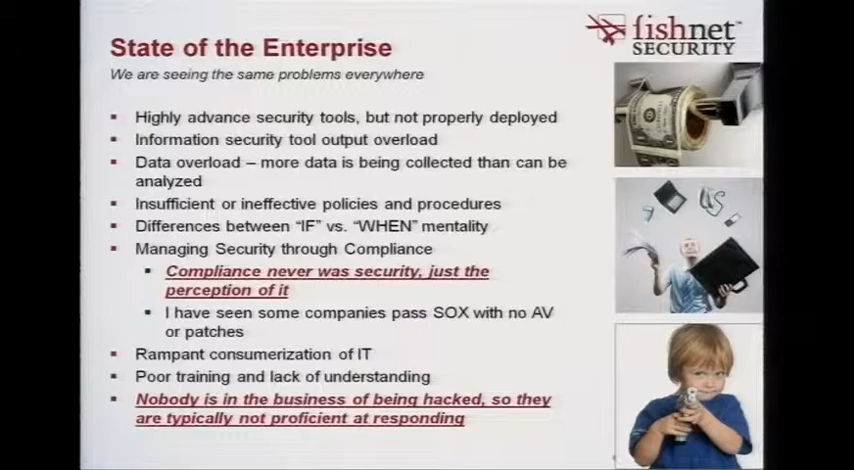 State of the Enterprise
We are seeing the same problems everywhere
fishnet™
SECURITY
Highly advance security tools, but not properly deployed
Information security tool output overload
Data overload – more data is being collected than can be
analyzed
Insufficient or ineffective policies and procedures
Differences between “IF” vs. “WHEN” mentality
Managing Security through Compliance
Compliance never was security, just the
perception of it
I have seen some companies pass SOX with no AV
or patches
Rampant consumerization of IT
Poor training and lack of understanding
Nobody is in the business of being hacked, so they
are typically not proficient at responding